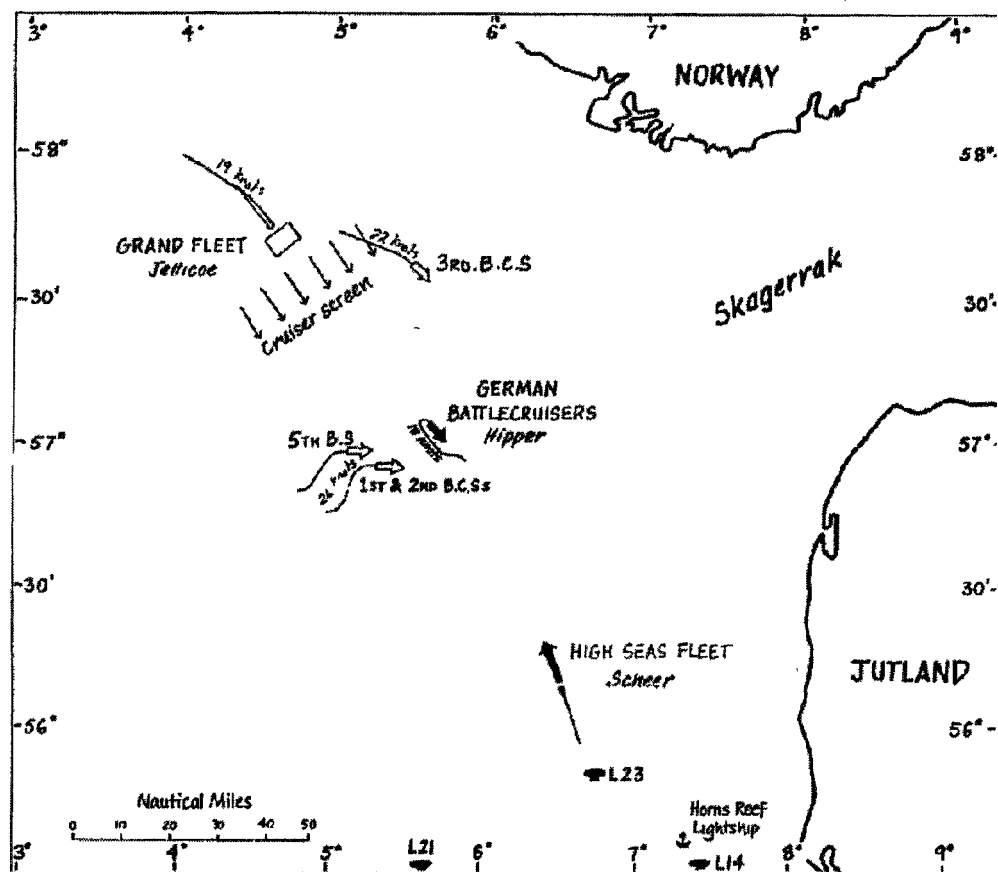 3° 4° 5° 6° 7° 8° 9°
NORWAY
58° 58°
19 knots
GRAND FLEET
Jellicoe
22 knots
3RD. B.C.S
Skagerrak
30' 30'
Cruiser screen
GERMAN
BATTLECRUISERS
Hipper
57° 57°
5TH B.S
26 knots
1ST & 2ND B.C.Ss
30' 30'
HIGH SEAS FLEET
Scheer
JUTLAND
56° 56°
L23
Nautical Miles
0 10 20 30 40 50
Horns Reef
Lightship
L21
L14
3° 4° 5° 6° 7° 8° 9°